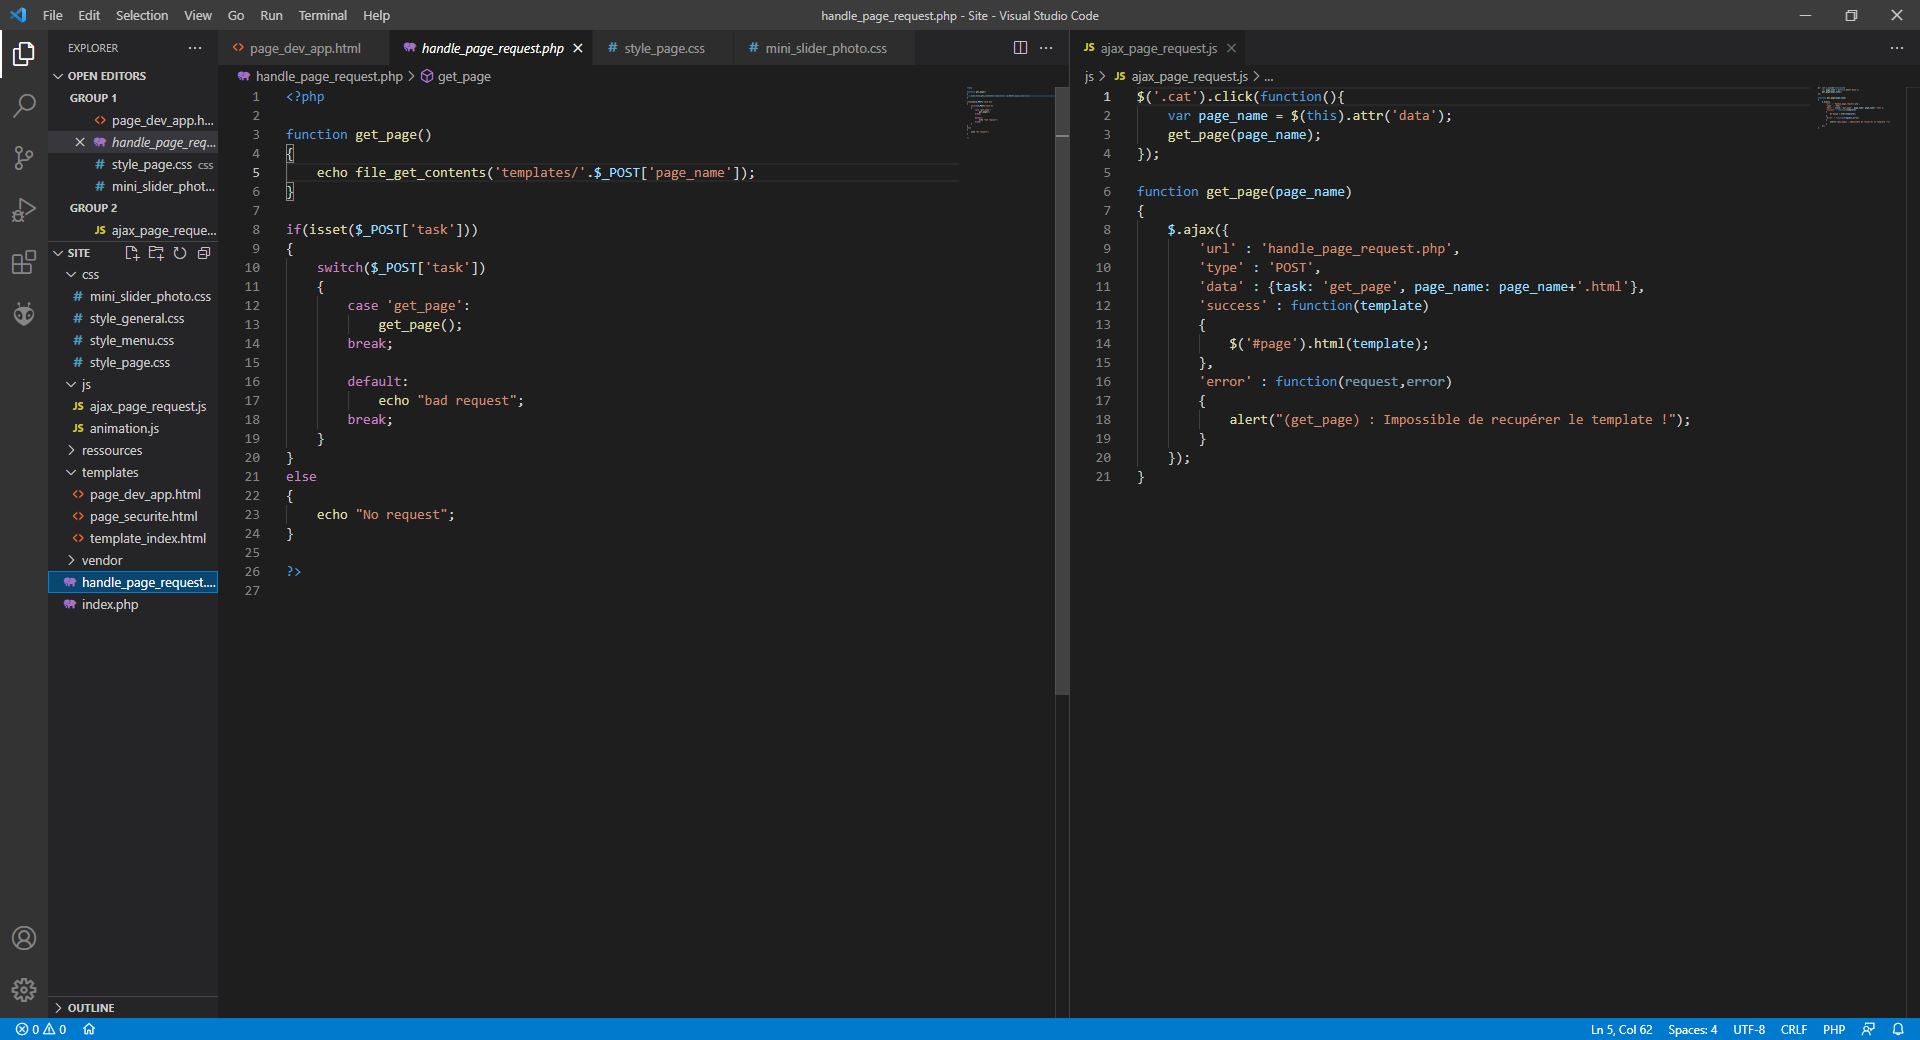 File Edit Selection View Go Run Terminal Help
handle_page_request.php - Site - Visual Studio Code
EXPLORER
OPEN EDITORS
GROUP 1
page_dev_app.h...
handle_page_req...
style_page.css css
mini_slider_phot...
GROUP 2
JS ajax_page_reque...
SITE
css
# mini_slider_photo.css
# style_general.css
# style_menu.css
# style_page.css
js
JS ajax_page_request.js
JS animation.js
ressources
templates
page_dev_app.html
page_securite.html
template_index.html
vendor
handle_page_request....
index.php
OUTLINE
page_dev_app.html handle_page_request.php # style_page.css # mini_slider_photo.css
handle_page_request.php > get_page
1 <?php
2
3 function get_page()
4 {
5 echo file_get_contents('templates/'.$_POST['page_name']);
6 }
7
8 if(isset($_POST['task']))
9 {
10 switch($_POST['task'])
11 {
12 case 'get_page':
13 get_page();
14 break;
15
16 default:
17 echo "bad request";
18 break;
19 }
20 }
21 else
22 {
23 echo "No request";
24 }
25
26 ?>
27
JS ajax_page_request.js
js > JS ajax_page_request.js > ...
1 $('.cat').click(function(){
2 var page_name = $(this).attr('data');
3 get_page(page_name);
4 });
5
6 function get_page(page_name)
7 {
8 $.ajax({
9 'url' : 'handle_page_request.php',
10 'type' : 'POST',
11 'data' : {task: 'get_page', page_name: page_name+'.html'},
12 'success' : function(template)
13 {
14 $('#page').html(template);
15 },
16 'error' : function(request,error)
17 {
18 alert("(get_page) : Impossible de recupérer le template !");
19 }
20 });
21 }
0 0
Ln 5, Col 62 Spaces: 4 UTF-8 CRLF PHP